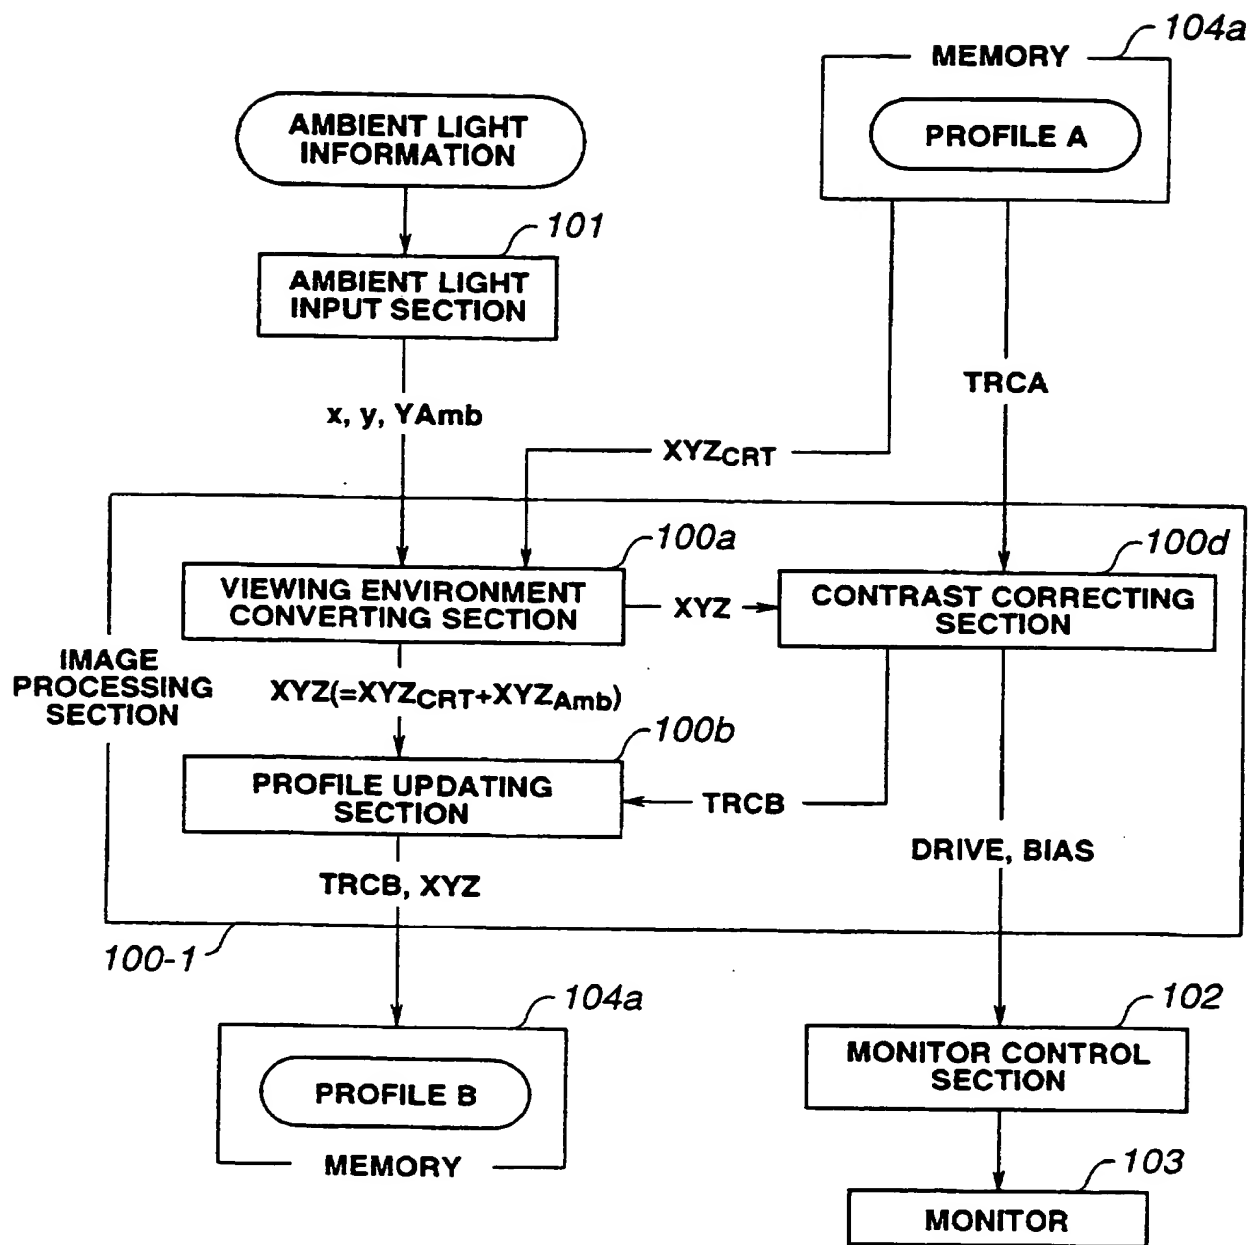 104a
MEMORY
PROFILE A
AMBIENT LIGHT
INFORMATION
101
AMBIENT LIGHT
INPUT SECTION
TRCA
x, y, YAmb
XYZCRT
100a
100d
VIEWING ENVIRONMENT
CONVERTING SECTION
XYZ
CONTRAST CORRECTING
SECTION
IMAGE
PROCESSING
SECTION
XYZ(=XYZCRT+XYZAmb)
100b
PROFILE UPDATING
SECTION
TRCB
DRIVE, BIAS
TRCB, XYZ
100-1
104a
102
PROFILE B
MEMORY
MONITOR CONTROL
SECTION
103
MONITOR